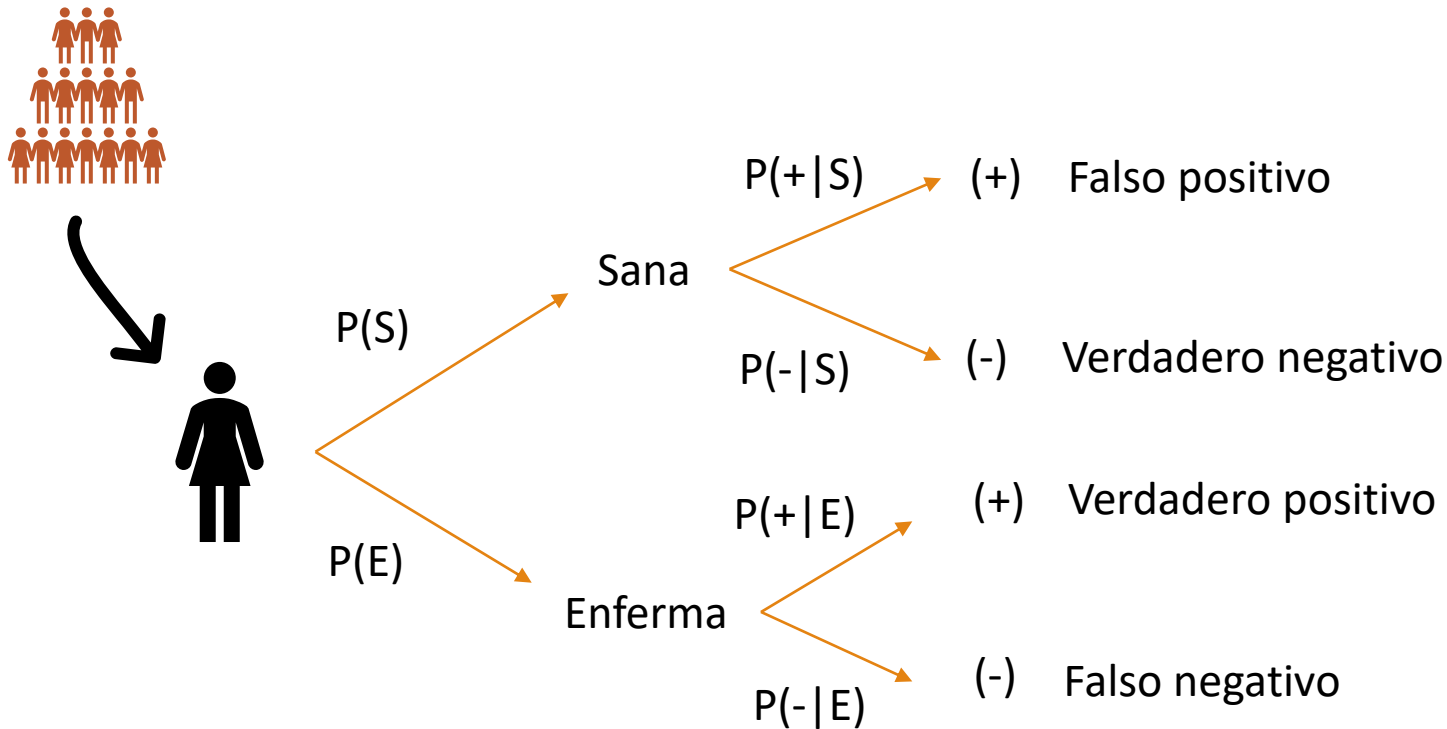 P(+|S) (+) Falso positivo
Sana
P(S)
P(-|S) (-) Verdadero negativo
P(+|E) (+) Verdadero positivo
P(E)
Enferma
P(-|E) (-) Falso negativo